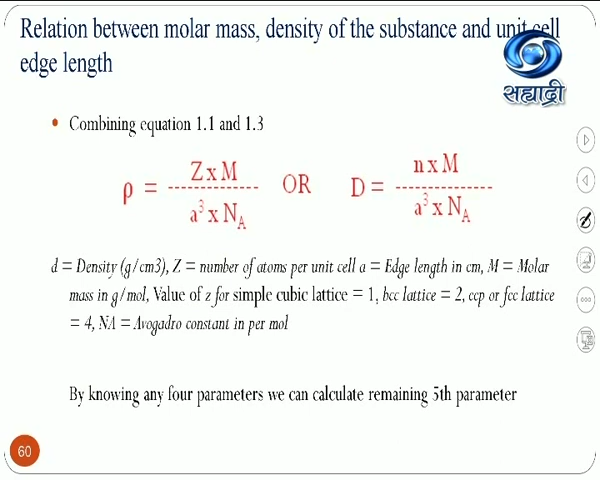 Relation between molar mass, density of the substance and unit cell
edge length
सह्याद्री
• Combining equation 1.1 and 1.3
ρ = Z x M / a³ x N_A OR D = n x M / a³ x N_A
d = Density (g/cm3), Z = number of atoms per unit cell a = Edge length in cm, M = Molar
mass in g/mol, Value of z for simple cubic lattice = 1, bcc lattice = 2, ccp or fcc lattice
= 4, NA = Avogadro constant in per mol
By knowing any four parameters we can calculate remaining 5th parameter
60